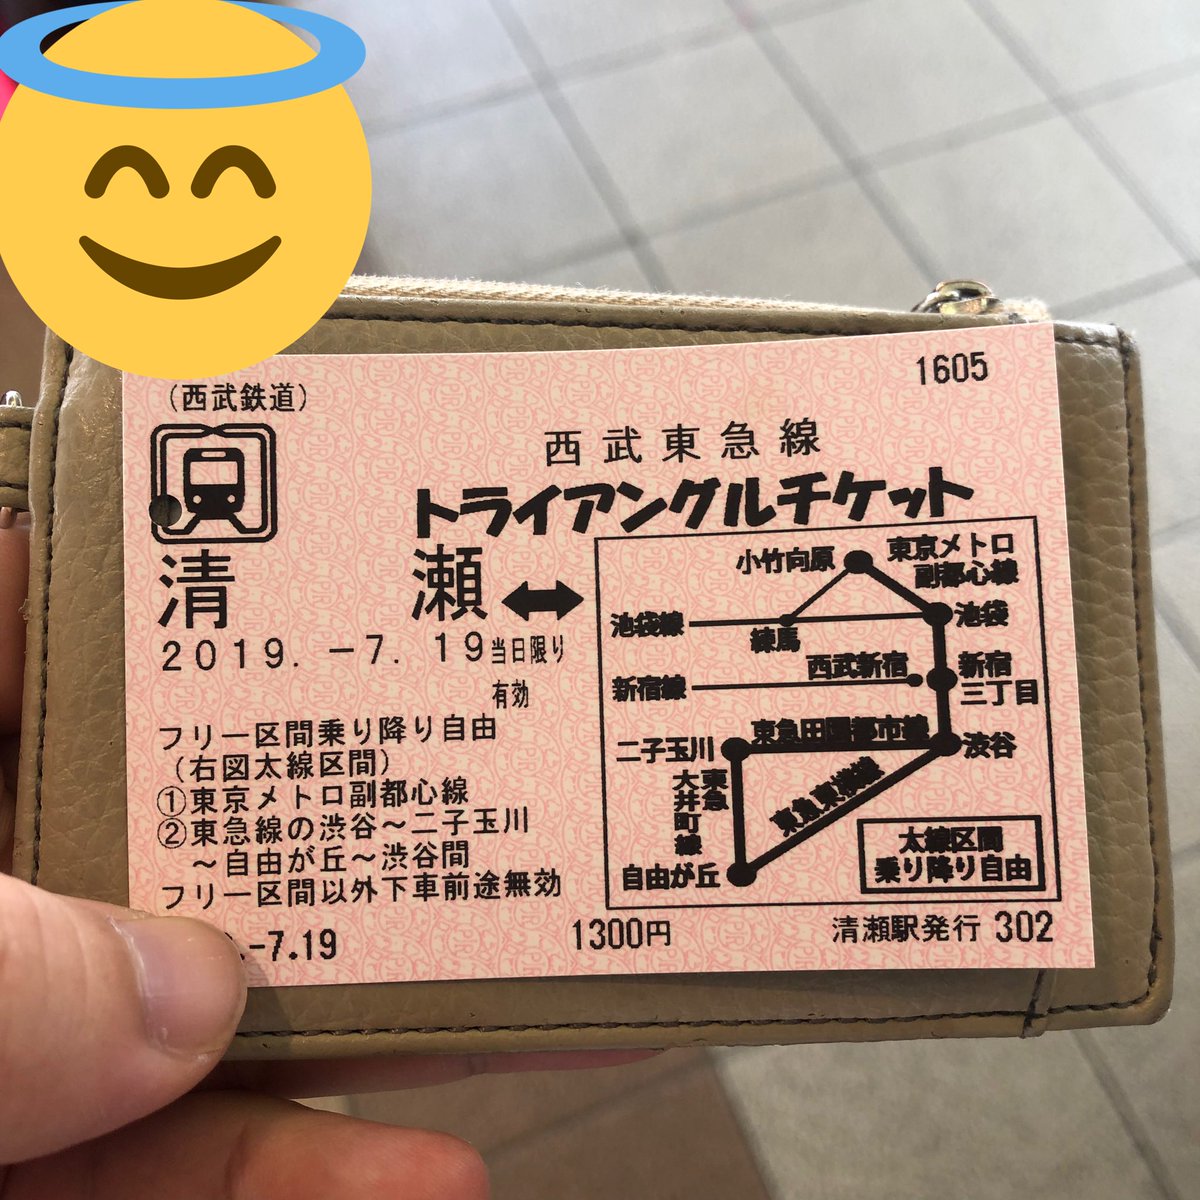 （西武鉄道）
1605
西武東急線
トライアングルチケット
清瀬
2019.-7.19当日限り
有効
フリー区間乗り降り自由
（右図太線区間）
①東京メトロ副都心線
②東急線の渋谷～二子玉川
～自由が丘～渋谷間
フリー区間以外下車前途無効
小竹向原
東京メトロ
副都心線
池袋線
練馬
池袋
西武新宿
新宿
三丁目
新宿線
二子玉川
東急田園都市線
渋谷
東急
大井町線
東急東横線
自由が丘
太線区間
乗り降り自由
.-7.19
1300円
清瀬駅発行 302